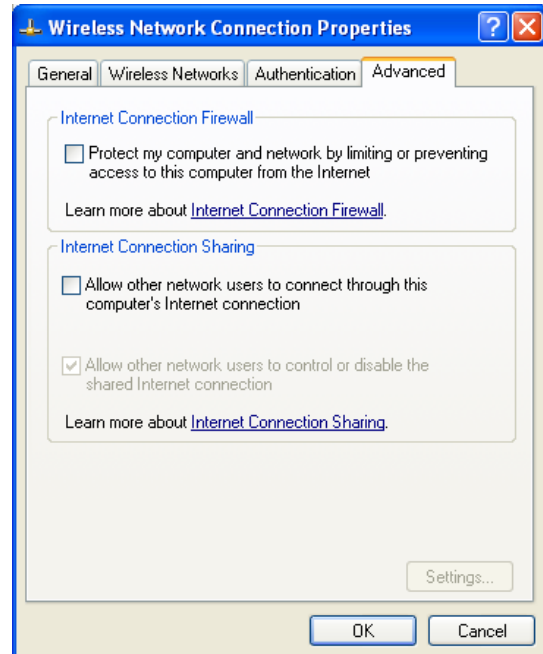 Wireless Network Connection Properties
General
Wireless Networks
Authentication
Advanced
Internet Connection Firewall
Protect my computer and network by limiting or preventing
access to this computer from the Internet
Learn more about Internet Connection Firewall.
Internet Connection Sharing
Allow other network users to connect through this
computer's Internet connection
Allow other network users to control or disable the
shared Internet connection
Learn more about Internet Connection Sharing.
Settings...
OK
Cancel